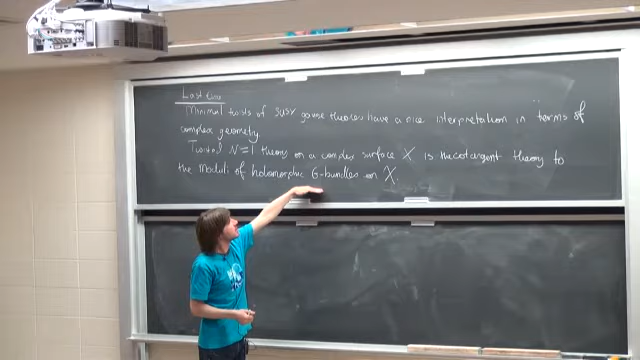 Last time
Minimal twists of SUSY gauge theories have a nice interpretation in terms of
complex geometry.
Twisted N=1 theory on a complex surface X is the cotangent theory to
the moduli of holomorphic G-bundles on X.